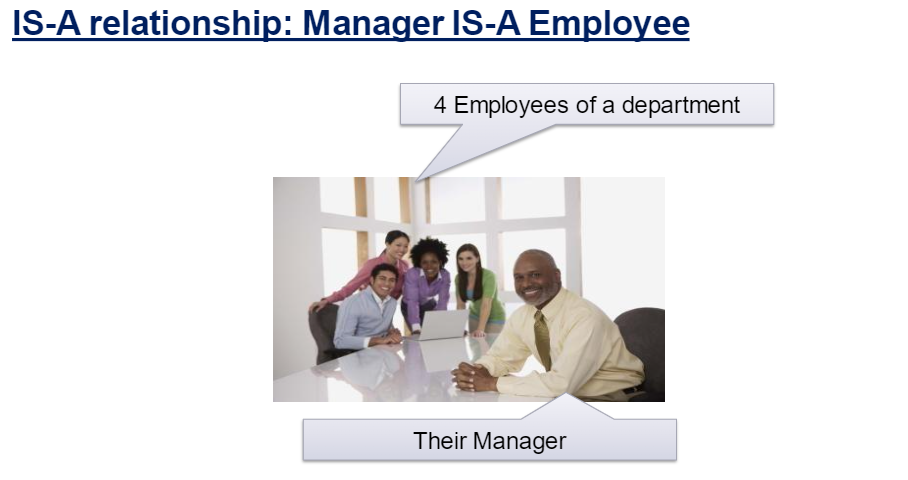 IS-A relationship: Manager IS-A Employee
4 Employees of a department
Their Manager